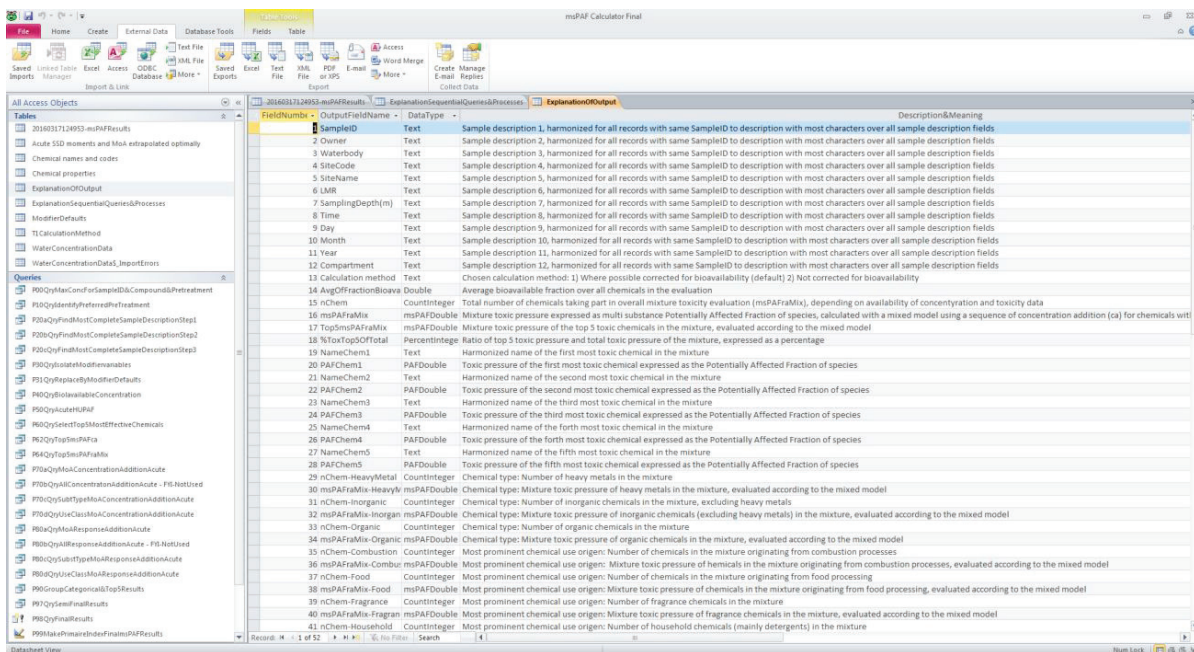 Table Tools
msPAF Calculator Final
File Home Create External Data Database Tools Fields Table
Saved Imports
Linked Table Manager
Excel
Access
ODBC Database
Text File
XML File
More
Import & Link
Saved Exports
Excel
Text File
XML File
PDF or XPS
E-mail
Access
Word Merge
More
Export
Create E-mail
Manage Replies
Collect Data
All Access Objects
Tables
20160317124953-msPAFResults
Acute SSD moments and MoA extrapolated optimally
Chemical names and codes
Chemical properties
ExplanationOfOutput
ExplanationSequentialQueries&Processes
ModifierDefaults
T1CalculationMethod
WaterConcentrationData
WaterConcentrationData$_ImportErrors
Queries
P00QryMaxConcForSampleID&Compound&Pretreatment
P10QryIdentifyPreferredPreTreatment
P20aQryFindMostCompleteSampleDescriptionStep1
P20bQryFindMostCompleteSampleDescriptionStep2
P20cQryFindMostCompleteSampleDescriptionStep3
P30QryIsolateModifiervariables
P31QryReplaceByModifierDefaults
P40QryBiolavailableConcentration
P50QryAcuteHUPAF
P60QrySelectTop5MostEffectiveChemicals
P62QryTop5msPAFca
P64QryTop5msPAFraMix
P70aQryMoAConcentrationAdditionAcute
P70bQryAllConcentratonAdditionAcute - FYI-NotUsed
P70cQrySubtTypeMoAConcentrationAdditionAcute
P70dQryUseClassMoAConcentrationAdditionAcute
P80aQryMoAResponseAdditionAcute
P80bQryAllResponseAdditionAcute - FYI-NotUsed
P80cQrySubstTypeMoAResponseAdditionAcute
P80dQryUseClassMoAResponseAdditionAcute
P90GroupCategorical&Top5Results
P97QrySemiFinalResults
P98QryFinalResults
P99MakePrimaireIndexFinalmsPAFResults
20160317124953-msPAFResults ExplanationSequentialQueries&Processes ExplanationOfOutput
FieldNumbe OutputFieldName DataType Description&Meaning
1 SampleID Text Sample description 1, harmonized for all records with same SampleID to description with most characters over all sample description fields
2 Owner Text Sample description 2, harmonized for all records with same SampleID to description with most characters over all sample description fields
3 Waterbody Text Sample description 3, harmonized for all records with same SampleID to description with most characters over all sample description fields
4 SiteCode Text Sample description 4, harmonized for all records with same SampleID to description with most characters over all sample description fields
5 SiteName Text Sample description 5, harmonized for all records with same SampleID to description with most characters over all sample description fields
6 LMR Text Sample description 6, harmonized for all records with same SampleID to description with most characters over all sample description fields
7 SamplingDepth(m) Text Sample description 7, harmonized for all records with same SampleID to description with most characters over all sample description fields
8 Time Text Sample description 8, harmonized for all records with same SampleID to description with most characters over all sample description fields
9 Day Text Sample description 9, harmonized for all records with same SampleID to description with most characters over all sample description fields
10 Month Text Sample description 10, harmonized for all records with same SampleID to description with most characters over all sample description fields
11 Year Text Sample description 11, harmonized for all records with same SampleID to description with most characters over all sample description fields
12 Compartment Text Sample description 12, harmonized for all records with same SampleID to description with most characters over all sample description fields
13 Calculation method Text Chosen calculation method: 1) Where possible corrected for bioavailability (default) 2) Not corrected for bioavailability
14 AvgOfFractionBioava Double Average bioavailable fraction over all chemicals in the evaluation
15 nChem CountInteger Total number of chemicals taking part in overall mixture toxicity evaluation (msPAFraMix), depending on availability of concentyration and toxicity data
16 msPAFraMix msPAFDouble Mixture toxic pressure expressed as multi substance Potentially Affected Fraction of species, calculated with a mixed model using a sequence of concentration addition (ca) for chemicals wit
17 Top5msPAFraMix msPAFDouble Mixture toxic pressure of the top 5 toxic chemicals in the mixture, evaluated according to the mixed model
18 %ToxTop5OfTotal PercentIntege Ratio of top 5 toxic pressure and total toxic pressure of the mixture, expressed as a percentage
19 NameChem1 Text Harmonized name of the first most toxic chemical in the mixture
20 PAFChem1 PAFDouble Toxic pressure of the first most toxic chemical expressed as the Potentially Affected Fraction of species
21 NameChem2 Text Harmonized name of the second most toxic chemical in the mixture
22 PAFChem2 PAFDouble Toxic pressure of the second most toxic chemical expressed as the Potentially Affected Fraction of species
23 NameChem3 Text Harmonized name of the third most toxic chemical in the mixture
24 PAFChem3 PAFDouble Toxic pressure of the third most toxic chemical expressed as the Potentially Affected Fraction of species
25 NameChem4 Text Harmonized name of the forth most toxic chemical in the mixture
26 PAFChem4 PAFDouble Toxic pressure of the forth most toxic chemical expressed as the Potentially Affected Fraction of species
27 NameChem5 Text Harmonized name of the fifth most toxic chemical in the mixture
28 PAFChem5 PAFDouble Toxic pressure of the fifth most toxic chemical expressed as the Potentially Affected Fraction of species
29 nChem-HeavyMetal CountInteger Chemical type: Number of heavy metals in the mixture
30 msPAFraMix-HeavyM msPAFDouble Chemical type: Mixture toxic pressure of heavy metals in the mixture, evaluated according to the mixed model
31 nChem-Inorganic CountInteger Chemical type: Number of inorganic chemicals in the mixture, excluding heavy metals
32 msPAFraMix-Inorgan msPAFDouble Chemical type: Mixture toxic pressure of inorganic chemicals (excluding heavy metals) in the mixture, evaluated according to the mixed model
33 nChem-Organic CountInteger Chemical type: Number of organic chemicals in the mixture
34 msPAFraMix-Organic msPAFDouble Chemical type: Mixture toxic pressure of organic chemicals in the mixture, evaluated according to the mixed model
35 nChem-Combustion CountInteger Most prominent chemical use origen: Number of chemicals in the mixture originating from combustion processes
36 msPAFraMix-Combus msPAFDouble Most prominent chemical use origen: Mixture toxic pressure of hemicals in the mixture originating from combustion processes, evaluated according to the mixed model
37 nChem-Food CountInteger Most prominent chemical use origen: Number of chemicals in the mixture originating from food processing
38 msPAFraMix-Food msPAFDouble Most prominent chemical use origen: Mixture toxic pressure of chemicals in the mixture originating from food processing, evaluated according to the mixed model
39 nChem-Fragrance CountInteger Most prominent chemical use origen: Number of fragrance chemicals in the mixture
40 msPAFraMix-Fragran msPAFDouble Most prominent chemical use origen: Mixture toxic pressure of fragrance chemicals in the mixture, evaluated according to the mixed model
41 nChem-Household CountInteger Most prominent chemical use origen: Number of household chemicals (mainly detergents) in the mixture
Record: 1 of 52 No Filter Search
Datasheet View
Num Lock